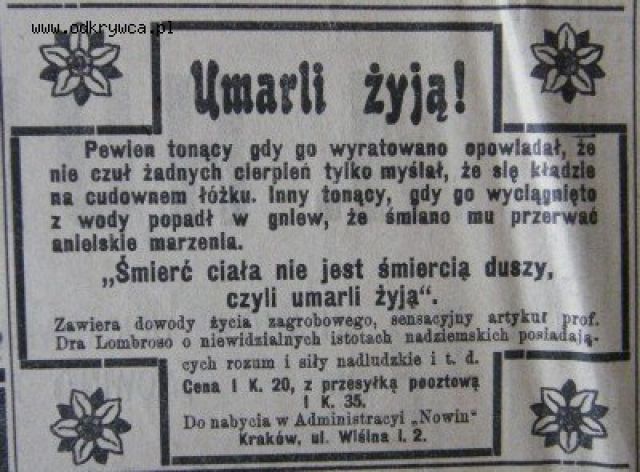 www.odkrywca.pl
Umarli żyją!
Pewien tonący gdy go wyratowano opowiadał, że
nie czuł żadnych cierpień tylko myślał, że się kładzie
na cudownem łóżku. Inny tonący, gdy go wyciągnięto
z wody popadł w gniew, że śmiano mu przerwać
anielskie marzenia.
„Śmierć ciała nie jest śmiercią duszy,
czyli umarli żyją“.
Zawiera dowody życia zagrobowego, sensacyjny artykuł prof.
Dra Lombroso o niewidzialnych istotach nadziemskich posiadają-
cych rozum i siły nadludzkie i t. d.
Cena 1 K. 20, z przesyłką pocztową
1 K. 35.
Do nabycia w Administracyi „Nowin“
Kraków, ul. Wiślna l. 2.